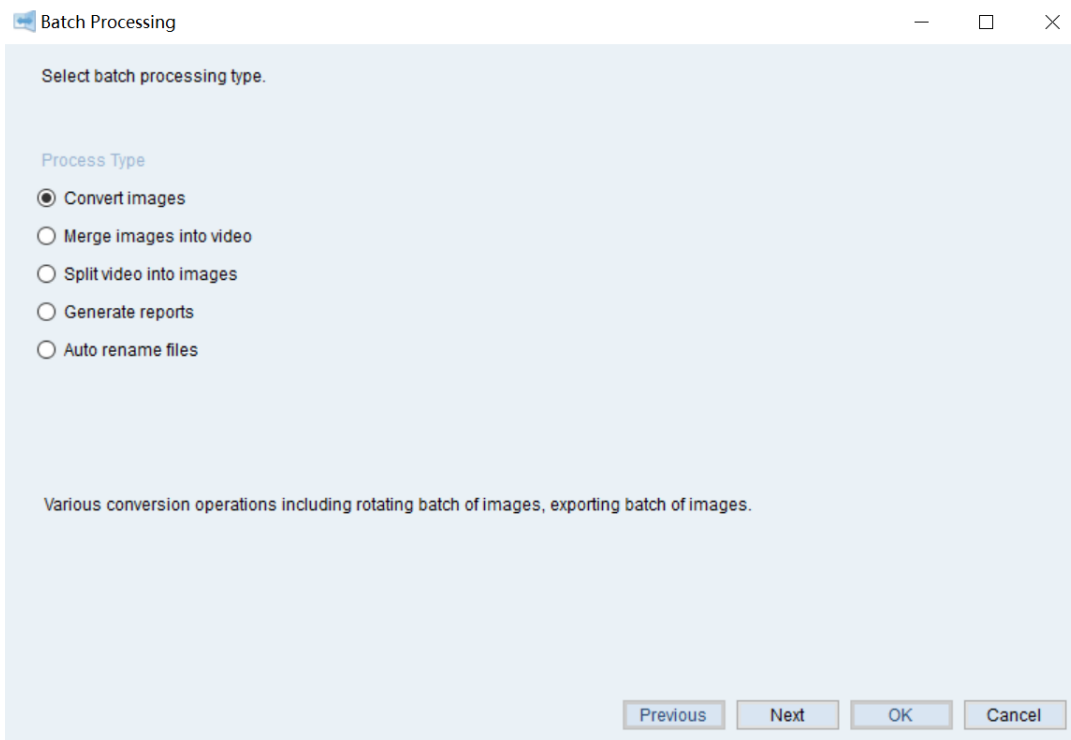 Batch Processing
Select batch processing type.
Process Type
Convert images
Merge images into video
Split video into images
Generate reports
Auto rename files
Various conversion operations including rotating batch of images, exporting batch of images.
Previous Next OK Cancel